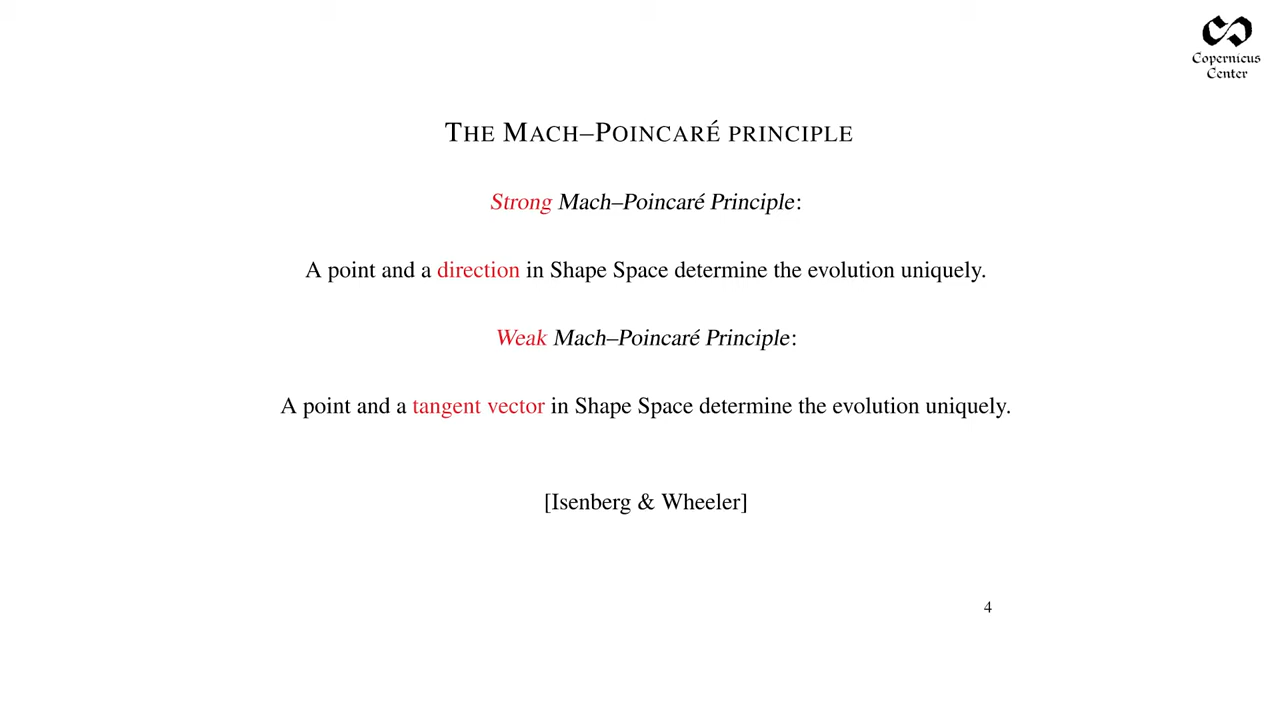 Copernicus
Center
THE MACH–POINCARÉ PRINCIPLE
Strong Mach–Poincaré Principle:
A point and a direction in Shape Space determine the evolution uniquely.
Weak Mach–Poincaré Principle:
A point and a tangent vector in Shape Space determine the evolution uniquely.
[Isenberg & Wheeler]
4